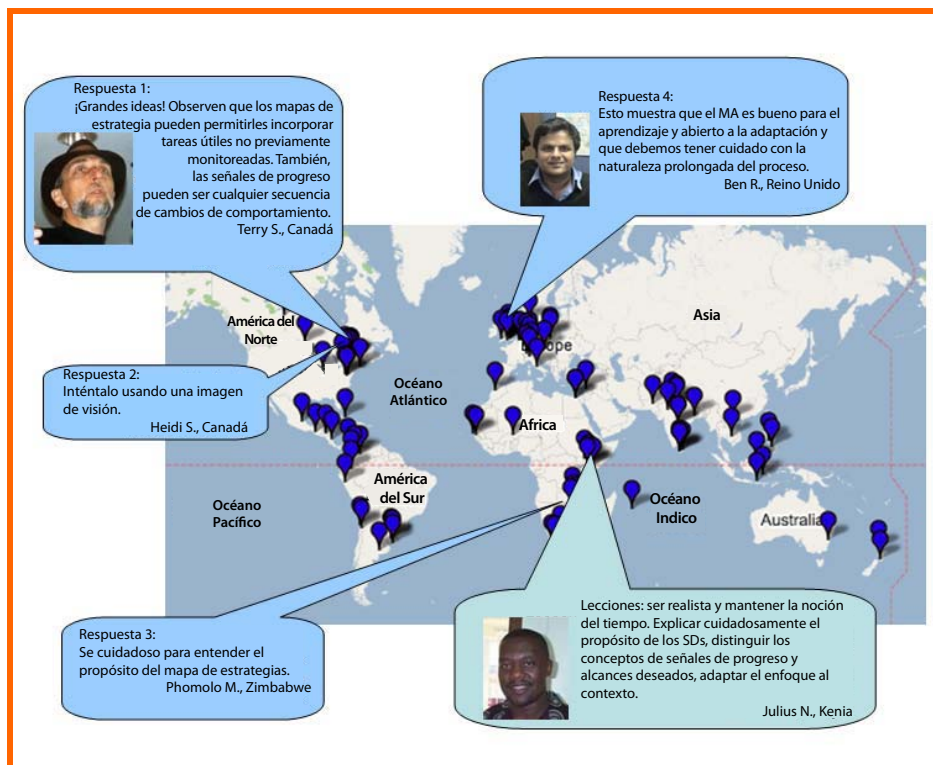 Respuesta 1:
¡Grandes ideas! Observen que los mapas de
estrategia pueden permitirles incorporar
tareas útiles no previamente
monitoreadas. También,
las señales de progreso
pueden ser cualquier secuencia
de cambios de comportamiento.
Terry S., Canadá
Respuesta 4:
Esto muestra que el MA es bueno para el
aprendizaje y abierto a la adaptación y
que debemos tener cuidado con la
naturaleza prolongada del proceso.
Ben R., Reino Unido
América del
Norte
Asia
Europe
Respuesta 2:
Inténtalo usando una imagen
de visión.
Heidi S., Canadá
Océano
Atlántico
Africa
América
del Sur
Océano
Pacífico
Océano
Indico
Australia
Respuesta 3:
Se cuidadoso para entender el
propósito del mapa de estrategias.
Phomolo M., Zimbabwe
Lecciones: ser realista y mantener la noción
del tiempo. Explicar cuidadosamente el
propósito de los SDs, distinguir los
conceptos de señales de progreso y
alcances deseados, adaptar el enfoque al
contexto.
Julius N., Kenia